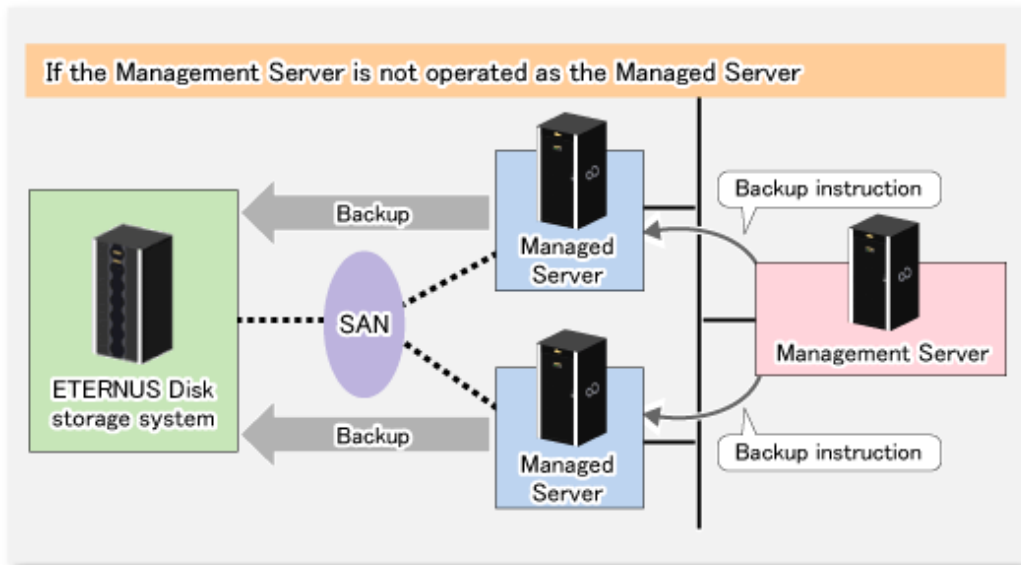 If the Management Server is not operated as the Managed Server
Backup instruction
Backup
Managed
Server
SAN
Management Server
ETERNUS Disk
storage system
Backup
Managed
Server
Backup instruction